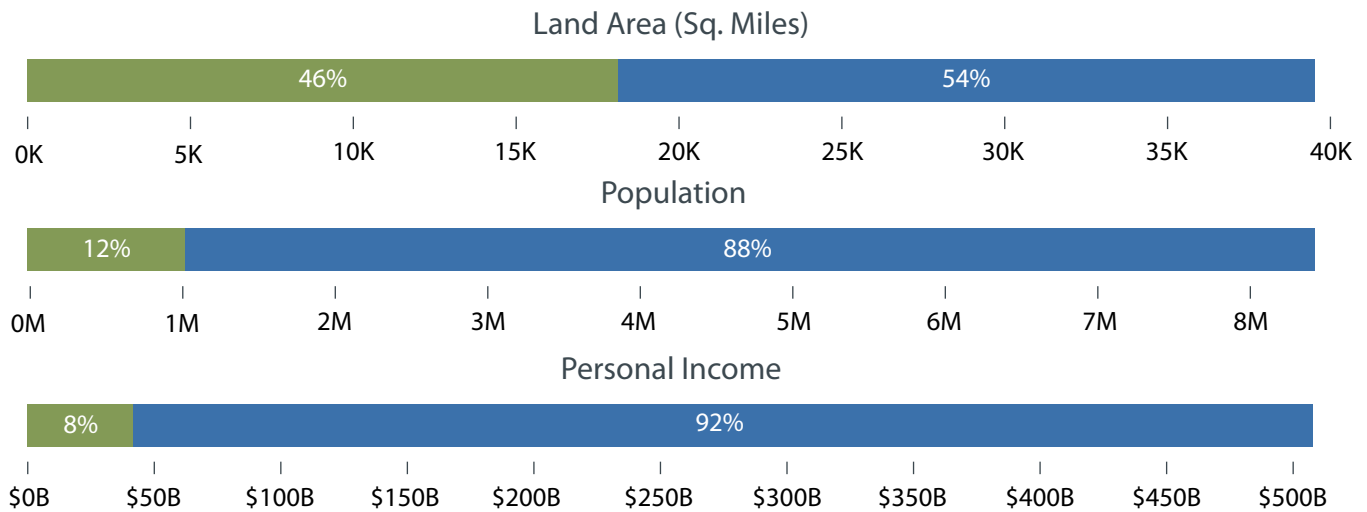 Land Area (Sq. Miles)
46% 54%
0K 5K 10K 15K 20K 25K 30K 35K 40K
Population
12% 88%
0M 1M 2M 3M 4M 5M 6M 7M 8M
Personal Income
8% 92%
$0B $50B $100B $150B $200B $250B $300B $350B $400B $450B $500B